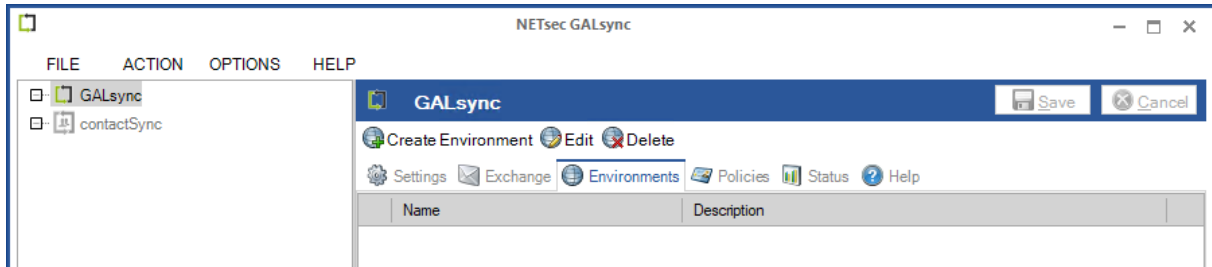 NETsec GALsync
FILE ACTION OPTIONS HELP
GALsync
contactSync
GALsync Save Cancel
Create Environment Edit Delete
Settings Exchange Environments Policies Status Help
Name Description